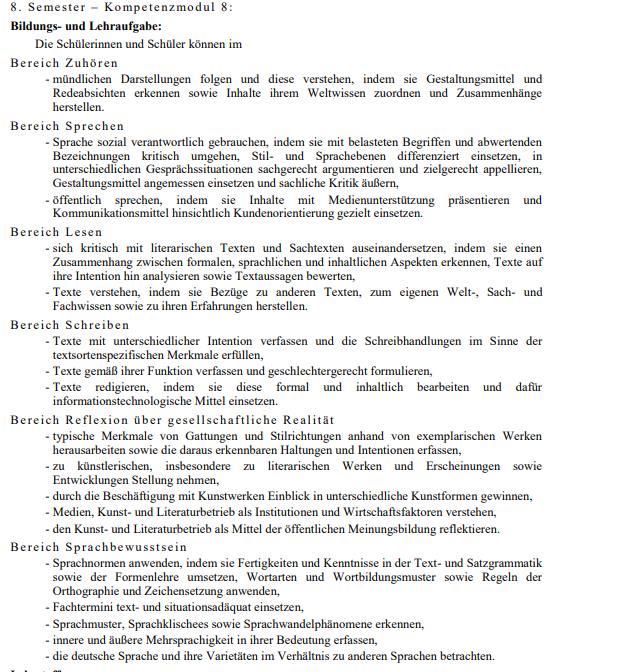 8. Semester – Kompetenzmodul 8:
Bildungs- und Lehraufgabe:
Die Schülerinnen und Schüler können im
Bereich Zuhören
- mündlichen Darstellungen folgen und diese verstehen, indem sie Gestaltungsmittel und
Redeabsichten erkennen sowie Inhalte ihrem Weltwissen zuordnen und Zusammenhänge
herstellen.
Bereich Sprechen
- Sprache sozial verantwortlich gebrauchen, indem sie mit belasteten Begriffen und abwertenden
Bezeichnungen kritisch umgehen, Stil- und Sprachebenen differenziert einsetzen, in
unterschiedlichen Gesprächssituationen sachgerecht argumentieren und zielgerecht appellieren,
Gestaltungsmittel angemessen einsetzen und sachliche Kritik äußern,
- öffentlich sprechen, indem sie Inhalte mit Medienunterstützung präsentieren und
Kommunikationsmittel hinsichtlich Kundenorientierung gezielt einsetzen.
Bereich Lesen
- sich kritisch mit literarischen Texten und Sachtexten auseinandersetzen, indem sie einen
Zusammenhang zwischen formalen, sprachlichen und inhaltlichen Aspekten erkennen, Texte auf
ihre Intention hin analysieren sowie Textaussagen bewerten,
- Texte verstehen, indem sie Bezüge zu anderen Texten, zum eigenen Welt-, Sach- und
Fachwissen sowie zu ihren Erfahrungen herstellen.
Bereich Schreiben
- Texte mit unterschiedlicher Intention verfassen und die Schreibhandlungen im Sinne der
textsortenspezifischen Merkmale erfüllen,
- Texte gemäß ihrer Funktion verfassen und geschlechtergerecht formulieren,
- Texte redigieren, indem sie diese formal und inhaltlich bearbeiten und dafür
informationstechnologische Mittel einsetzen.
Bereich Reflexion über gesellschaftliche Realität
- typische Merkmale von Gattungen und Stilrichtungen anhand von exemplarischen Werken
herausarbeiten sowie die daraus erkennbaren Haltungen und Intentionen erfassen,
- zu künstlerischen, insbesondere zu literarischen Werken und Erscheinungen sowie
Entwicklungen Stellung nehmen,
- durch die Beschäftigung mit Kunstwerken Einblick in unterschiedliche Kunstformen gewinnen,
- Medien, Kunst- und Literaturbetrieb als Institutionen und Wirtschaftsfaktoren verstehen,
- den Kunst- und Literaturbetrieb als Mittel der öffentlichen Meinungsbildung reflektieren.
Bereich Sprachbewusstsein
- Sprachnormen anwenden, indem sie Fertigkeiten und Kenntnisse in der Text- und Satzgrammatik
sowie der Formenlehre umsetzen, Wortarten und Wortbildungsmuster sowie Regeln der
Orthographie und Zeichensetzung anwenden,
- Fachtermini text- und situationsadäquat einsetzen,
- Sprachmuster, Sprachklischees sowie Sprachwandelphänomene erkennen,
- innere und äußere Mehrsprachigkeit in ihrer Bedeutung erfassen,
- die deutsche Sprache und ihre Varietäten im Verhältnis zu anderen Sprachen betrachten.